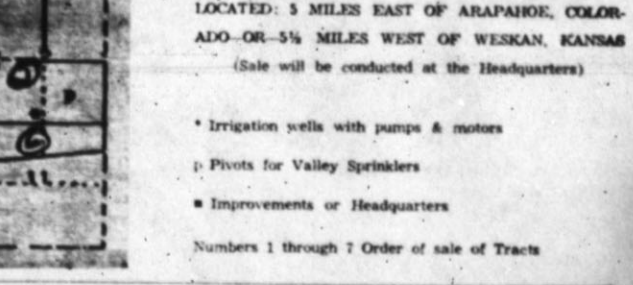 LOCATED: 5 MILES EAST OF ARAPAHOE, COLOR-
ADO OR 5½ MILES WEST OF WESKAN, KANSAS
(Sale will be conducted at the Headquarters)
* Irrigation wells with pumps & motors
p Pivots for Valley Sprinklers
■ Improvements or Headquarters
Numbers 1 through 7 Order of sale of Tracts